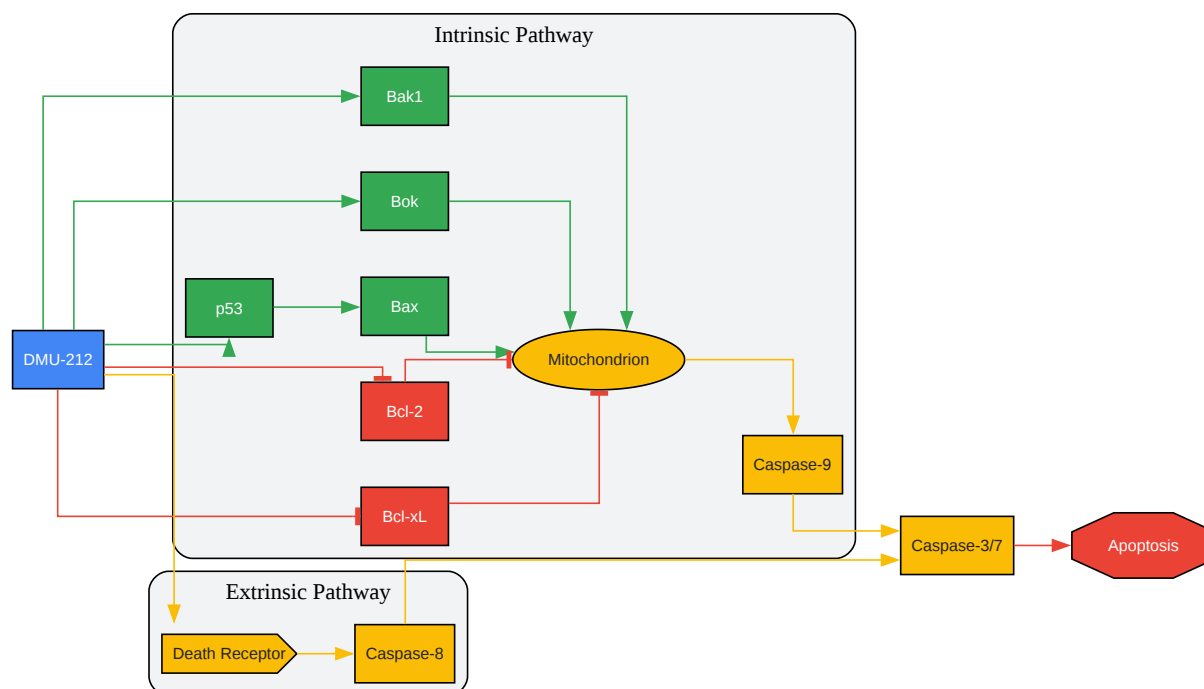 Intrinsic Pathway
Bak1
Bok
p53
Bax
DMU-212
Mitochondrion
Bcl-2
Caspase-9
Bcl-xL
Caspase-3/7
Apoptosis
Extrinsic Pathway
Death Receptor
Caspase-8